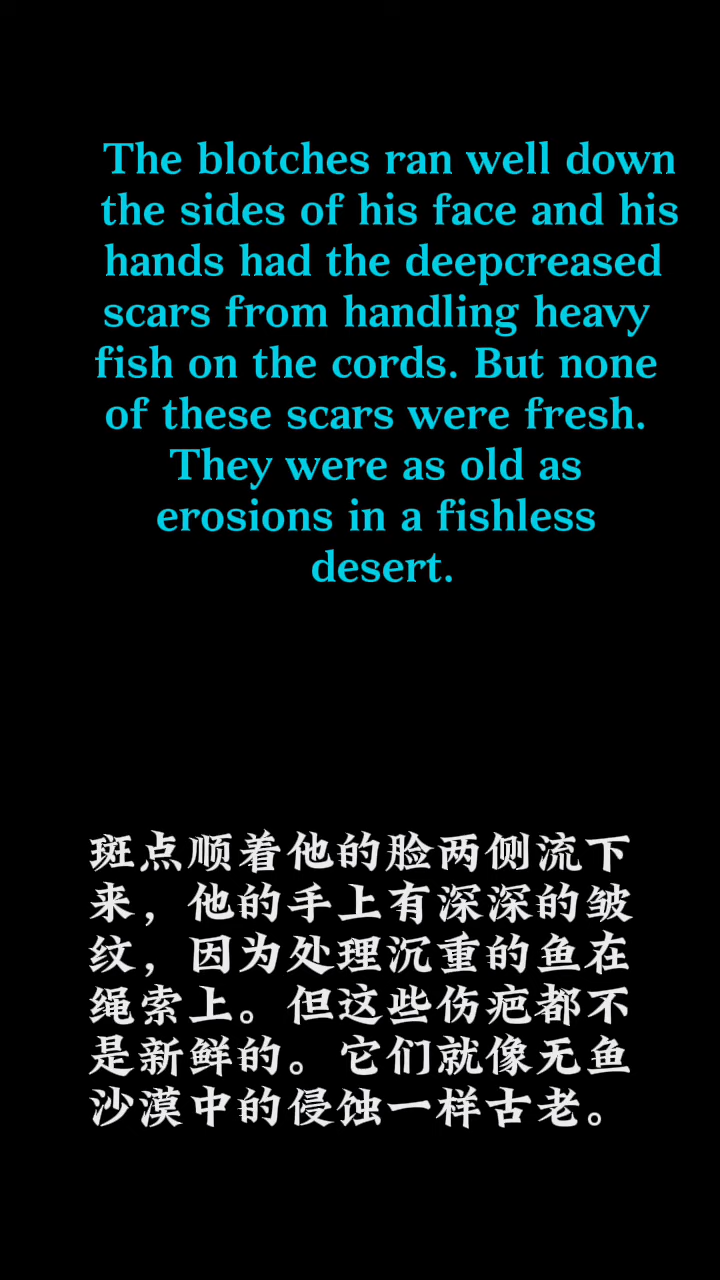 The blotches ran well down
the sides of his face and his
hands had the deepcreased
scars from handling heavy
fish on the cords. But none
of these scars were fresh.
They were as old as
erosions in a fishless
desert.
斑点顺着他的脸两侧流下
来，他的手上有深深的皱
纹，因为处理沉重的鱼在
绳索上。但这些伤疤都不
是新鲜的。它们就像无鱼
沙漠中的侵蚀一样古老。